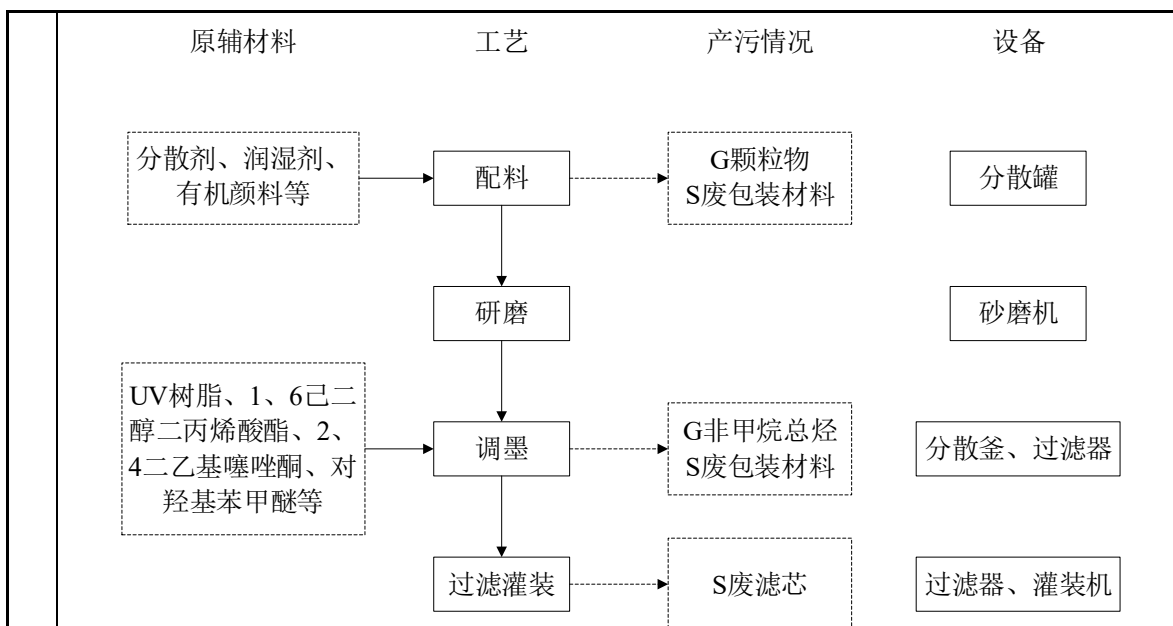 原辅材料 工艺 产污情况 设备
分散剂、润湿剂、
有机颜料等
配料
G颗粒物
S废包装材料
分散罐
研磨
砂磨机
UV树脂、1、6己二
醇二丙烯酸酯、2、
4二乙基噻唑酮、对
羟基苯甲醚等
调墨
G非甲烷总烃
S废包装材料
分散釜、过滤器
过滤灌装
S废滤芯
过滤器、灌装机